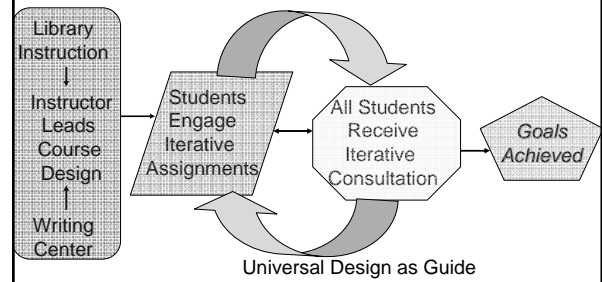 Library
Instruction
Instructor
Leads
Course
Design
Writing
Center
Students
Engage
Iterative
Assignments
All Students
Receive
Iterative
Consultation
Goals
Achieved
Universal Design as Guide